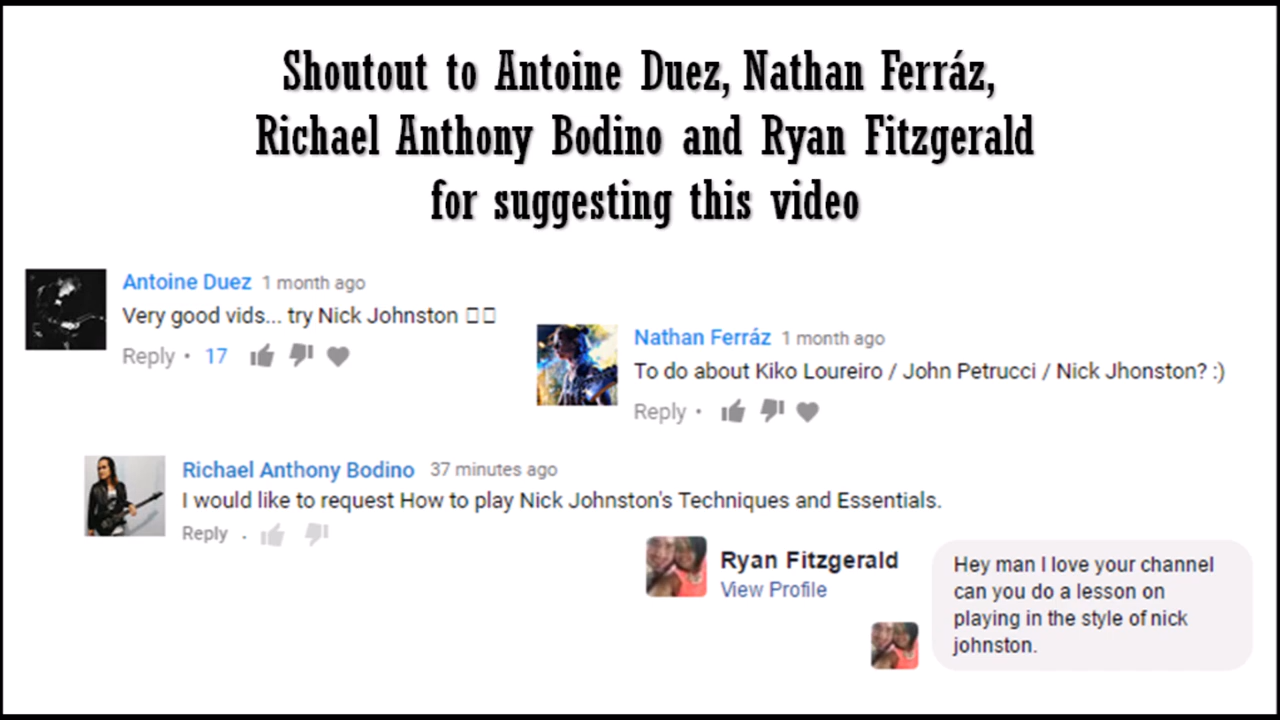 Shoutout to Antoine Duez, Nathan Ferráz,
Richael Anthony Bodino and Ryan Fitzgerald
for suggesting this video
Antoine Duez 1 month ago
Very good vids... try Nick Johnston
Reply • 17
Nathan Ferráz 1 month ago
To do about Kiko Loureiro / John Petrucci / Nick Jhonston? :)
Reply •
Richael Anthony Bodino 37 minutes ago
I would like to request How to play Nick Johnston's Techniques and Essentials.
Reply .
Ryan Fitzgerald
View Profile
Hey man I love your channel
can you do a lesson on
playing in the style of nick
johnston.